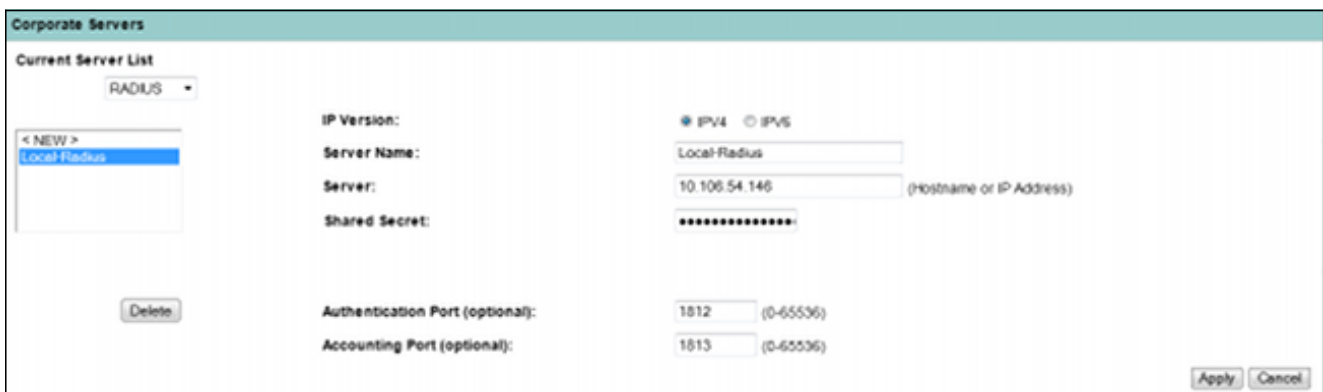 Corporate Servers
Current Server List
RADIUS
< NEW >
Local-Radius
IP Version: IPV4 IPV6
Server Name: Local-Radius
Server: 10.106.54.146 (Hostname or IP Address)
Shared Secret: ••••••••••••••
Delete
Authentication Port (optional): 1812 (0-65536)
Accounting Port (optional): 1813 (0-65536)
Apply Cancel